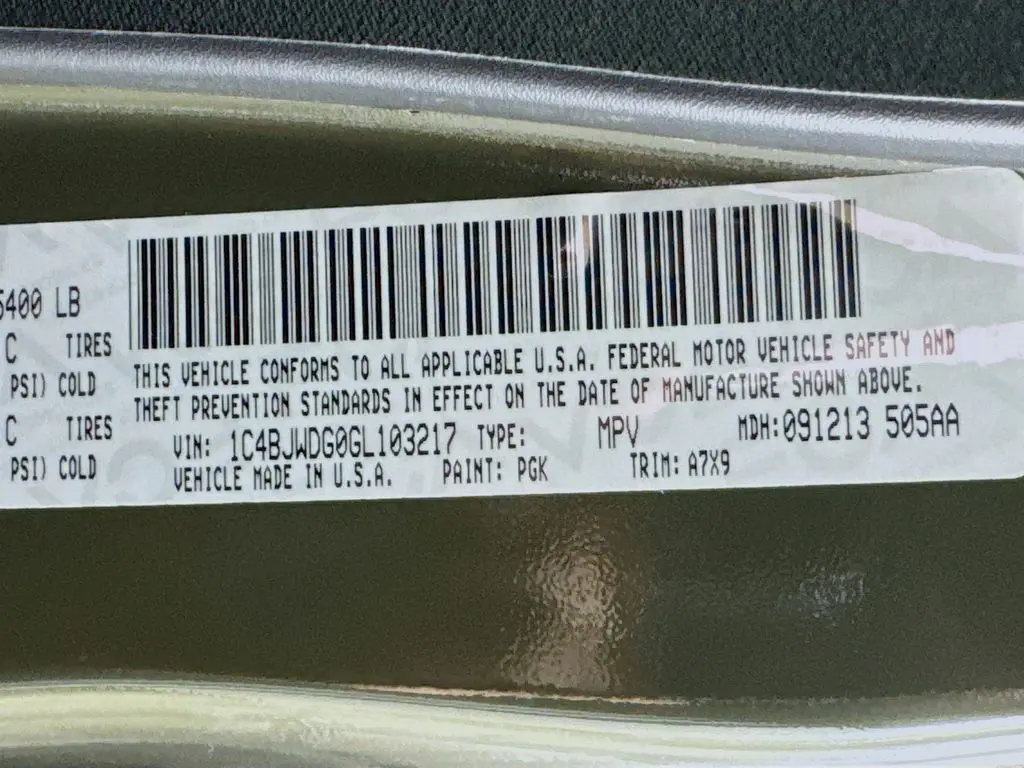 5400 LB
C TIRES
PSI) COLD
C TIRES
PSI) COLD
THIS VEHICLE CONFORMS TO ALL APPLICABLE U.S.A. FEDERAL MOTOR VEHICLE SAFETY AND
THEFT PREVENTION STANDARDS IN EFFECT ON THE DATE OF MANUFACTURE SHOWN ABOVE.
VIN: 1C4BJWDG0GL103217 TYPE: MPV MDH:091213 505AA
VEHICLE MADE IN U.S.A. PAINT: PGK TRIM: A7X9